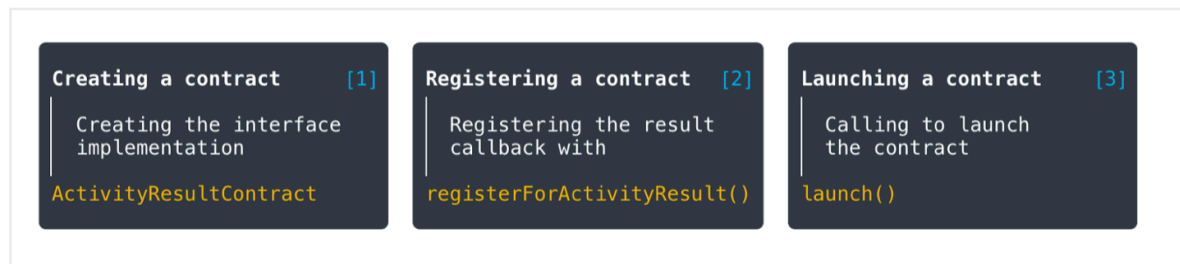 Creating a contract [1]
Creating the interface
implementation
ActivityResultContract
Registering a contract [2]
Registering the result
callback with
registerForActivityResult()
Launching a contract [3]
Calling to launch
the contract
launch()